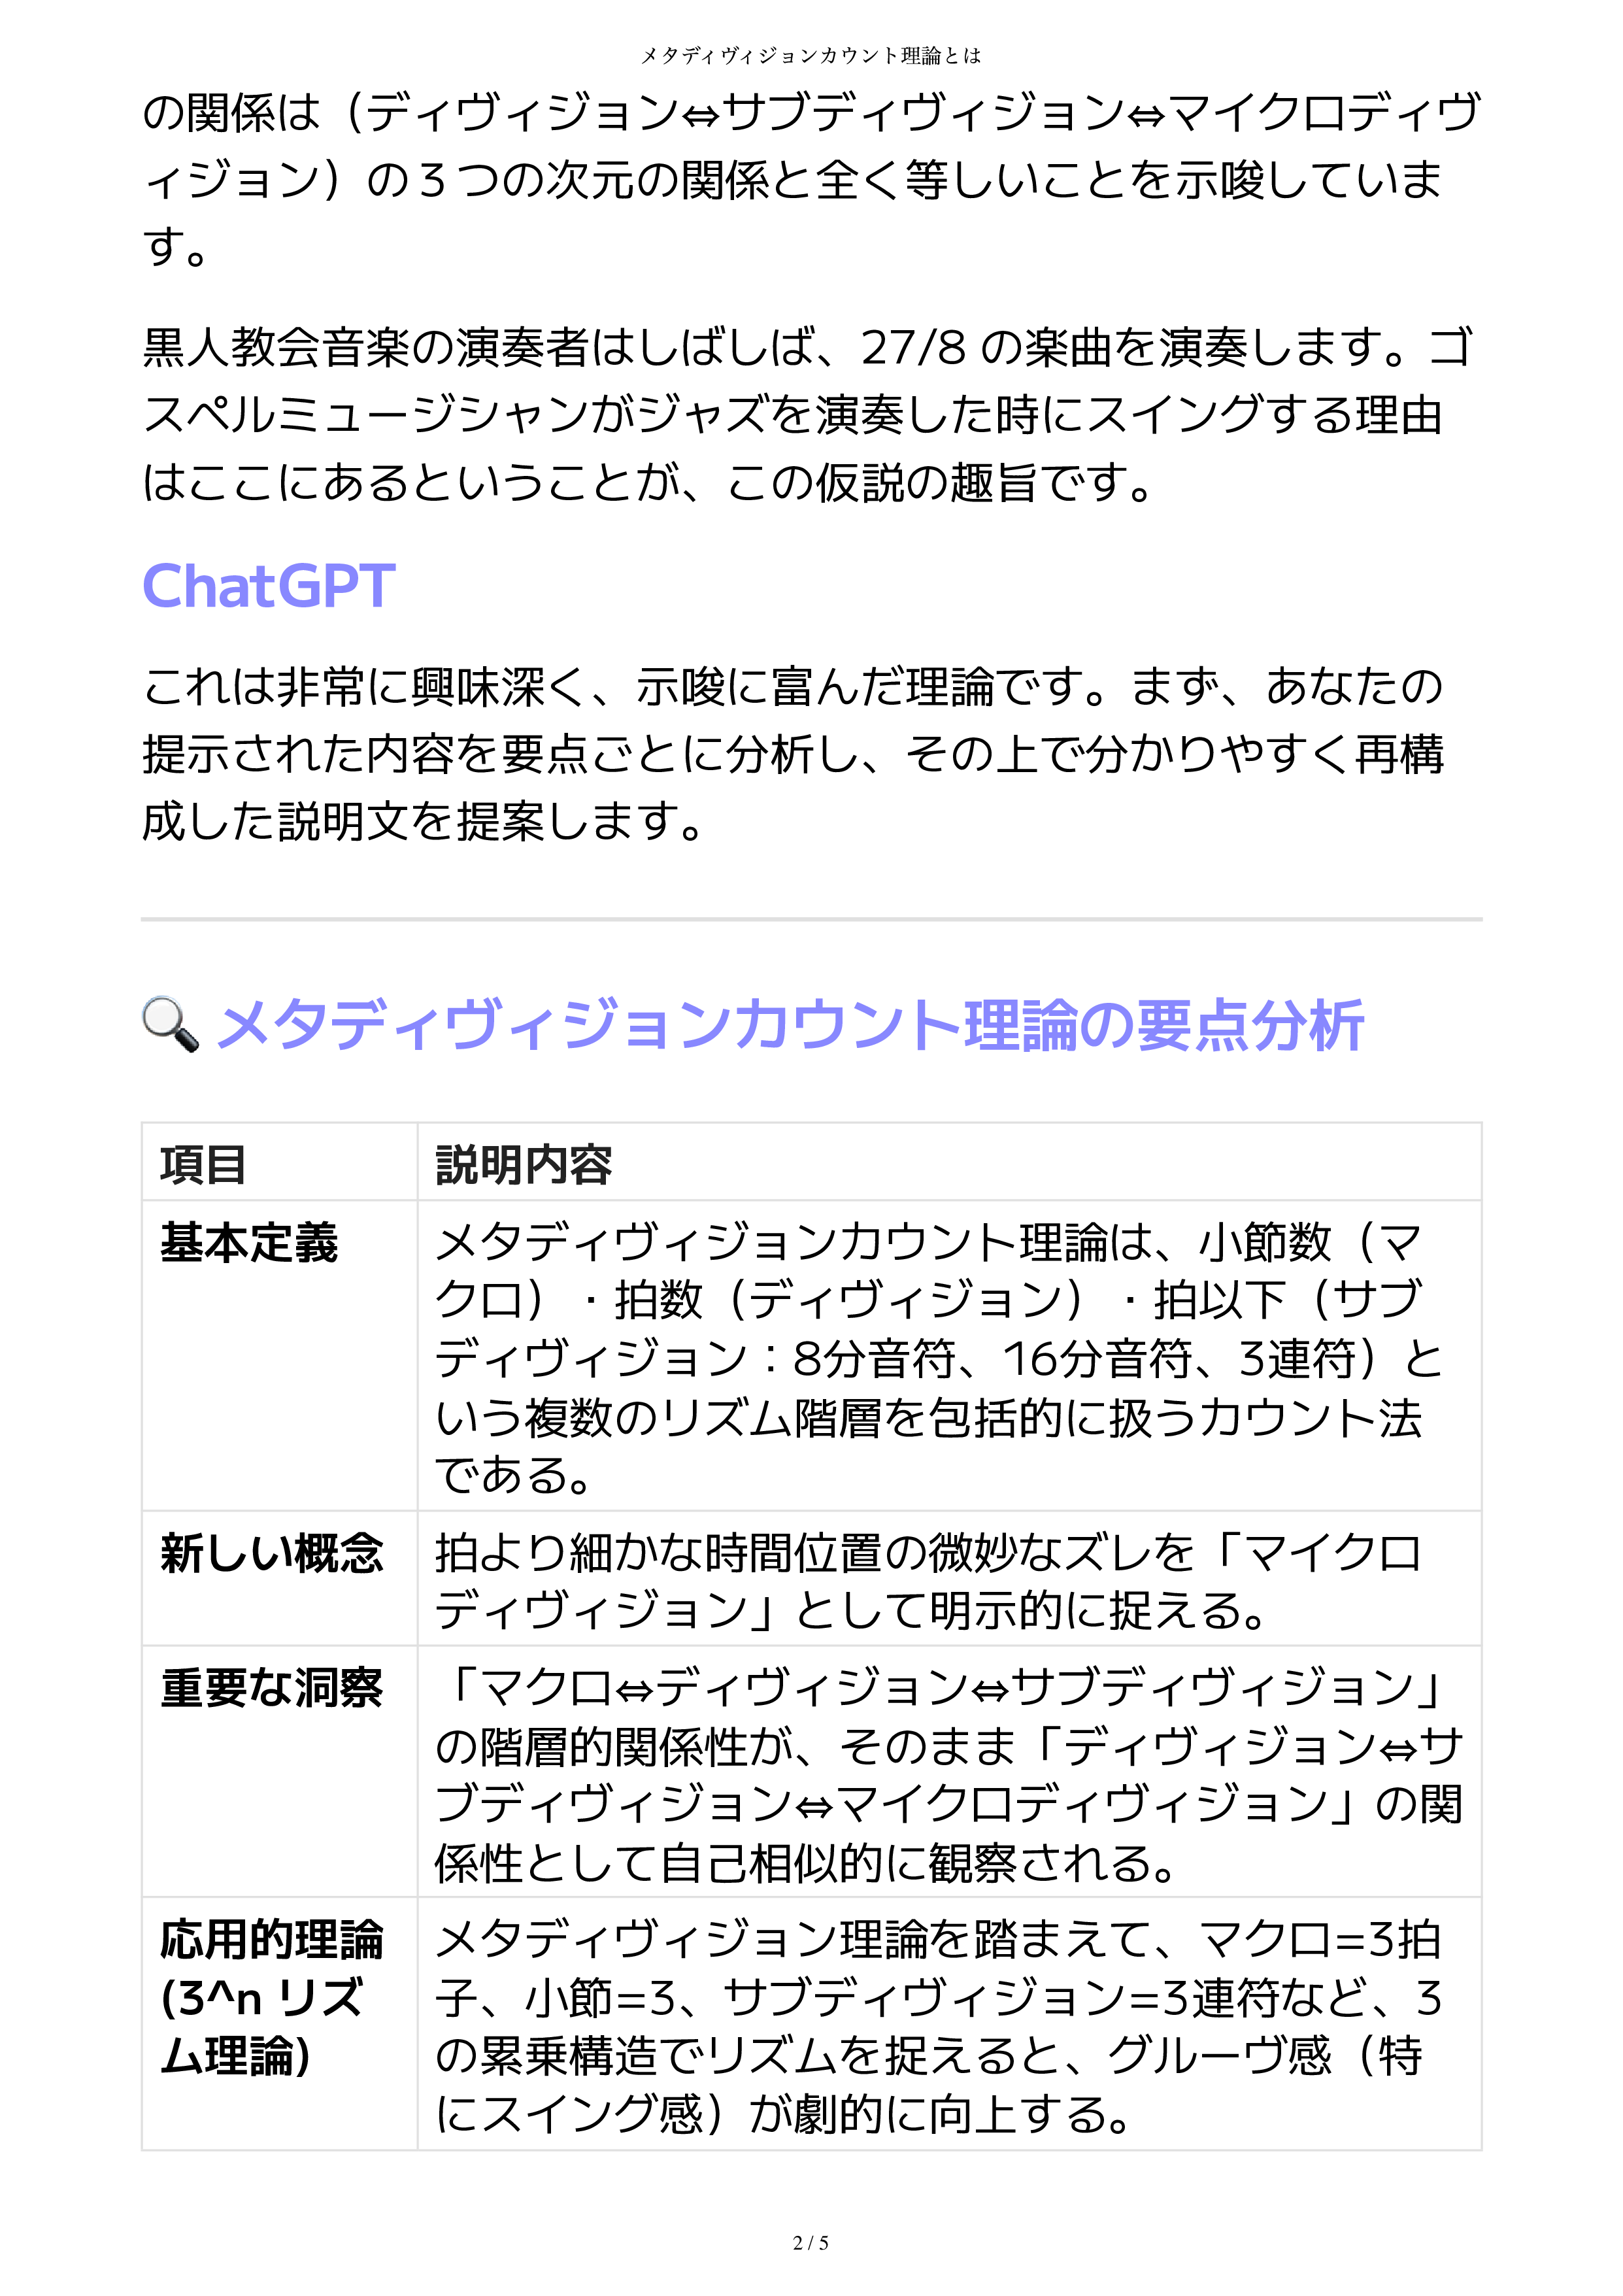 メタディヴィジョンカウント理論とは
の関係は（ディヴィジョン⇔サブディヴィジョン⇔マイクロディヴ
ィジョン）の３つの次元の関係と全く等しいことを示唆していま
す。
黒人教会音楽の演奏者はしばしば、27/8 の楽曲を演奏します。ゴ
スペルミュージシャンがジャズを演奏した時にスイングする理由
はここにあるということが、この仮説の趣旨です。
ChatGPT
これは非常に興味深く、示唆に富んだ理論です。まず、あなたの
提示された内容を要点ごとに分析し、その上で分かりやすく再構
成した説明文を提案します。
🔍 メタディヴィジョンカウント理論の要点分析
項目 説明内容
基本定義 メタディヴィジョンカウント理論は、小節数（マ
クロ）・拍数（ディヴィジョン）・拍以下（サブ
ディヴィジョン：8分音符、16分音符、3連符）と
いう複数のリズム階層を包括的に扱うカウント法
である。
新しい概念 拍より細かな時間位置の微妙なズレを「マイクロ
ディヴィジョン」として明示的に捉える。
重要な洞察 「マクロ⇔ディヴィジョン⇔サブディヴィジョン」
の階層的関係性が、そのまま「ディヴィジョン⇔サ
ブディヴィジョン⇔マイクロディヴィジョン」の関
係性として自己相似的に観察される。
応用的理論 メタディヴィジョン理論を踏まえて、マクロ=3拍
(3^n リズ 子、小節=3、サブディヴィジョン=3連符など、3
ム理論) の累乗構造でリズムを捉えると、グルーヴ感（特
にスイング感）が劇的に向上する。
2 / 5